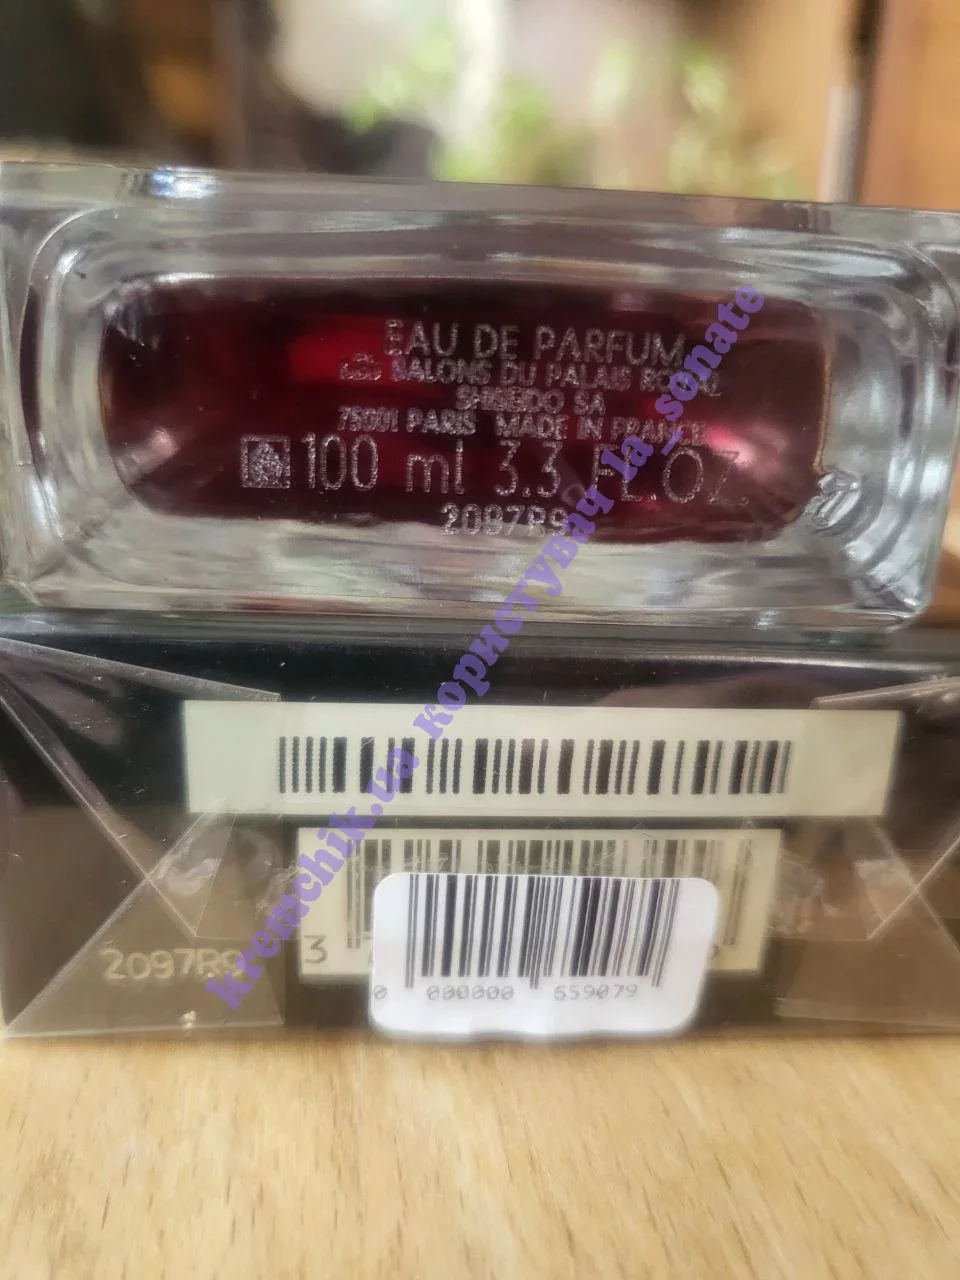 EAU DE PARFUM
LES SALONS DU PALAIS ROYAL
SHISEIDO SA
75001 PARIS MADE IN FRANCE
100 ml 3.3 FL.OZ.
2097R9
2097R9
3
0 000000 659079
kremchik.ua користувач la_sonate